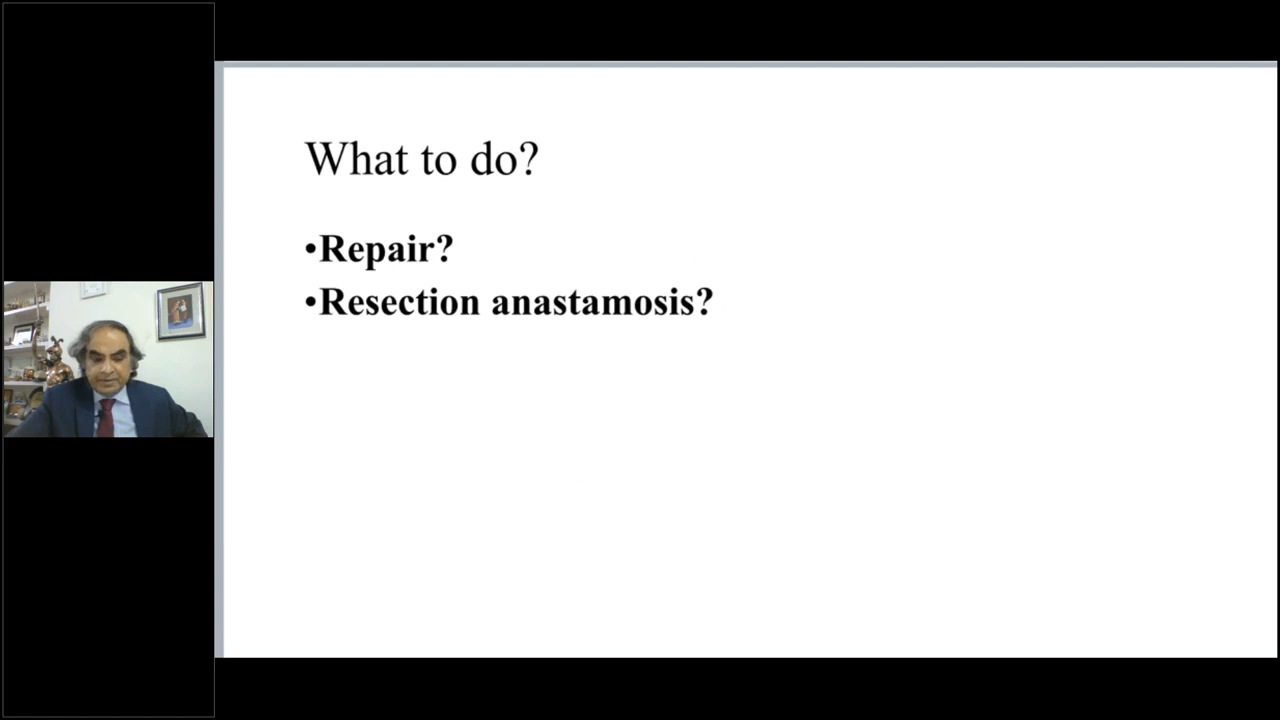 What to do?
•Repair?
•Resection anastamosis?